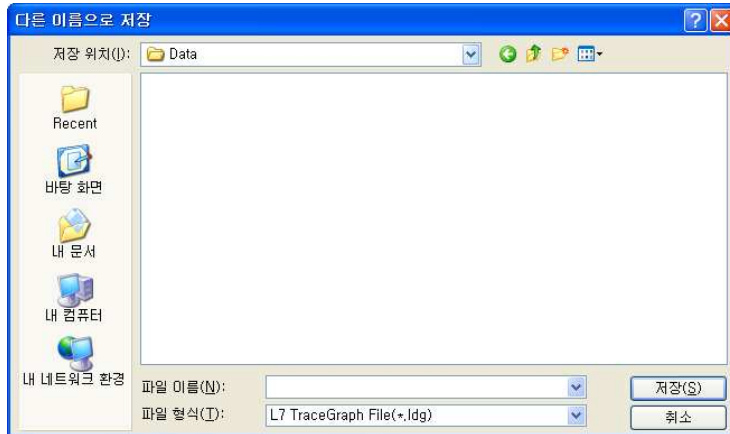 다른 이름으로 저장
저장 위치(I): Data
Recent
바탕 화면
내 문서
내 컴퓨터
내 네트워크 환경
파일 이름(N): 저장(S)
파일 형식(T): L7 TraceGraph File(*.ldg) 취소